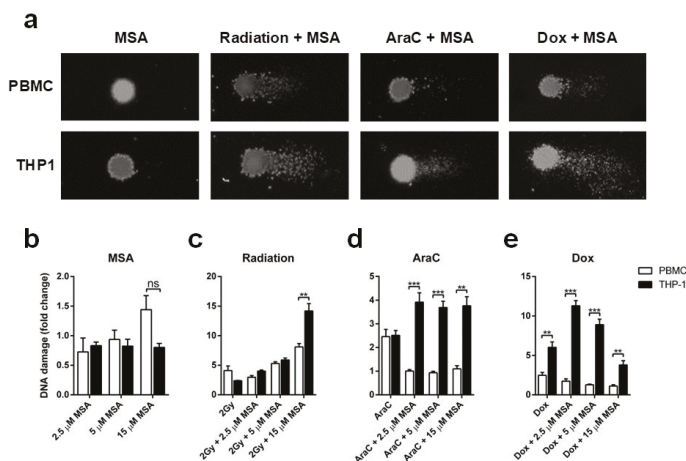 a
MSA
Radiation + MSA
AraC + MSA
Dox + MSA
PBMC
THP1
b
MSA
DNA damage (fold change)
2.0
1.5
1.0
0.5
0.0
ns
2.5 μM MSA
5 μM MSA
15 μM MSA
c
Radiation
20
15
10
5
0
**
2Gy
2Gy + 2.5 μM MSA
2Gy + 5 μM MSA
2Gy + 15 μM MSA
d
AraC
5
4
3
2
1
0
***
***
**
AraC
AraC + 2.5 μM MSA
AraC + 5 μM MSA
AraC + 15 μM MSA
e
Dox
15
10
5
0
**
***
***
**
Dox
Dox + 2.5 μM MSA
Dox + 5 μM MSA
Dox + 15 μM MSA
PBMC
THP-1